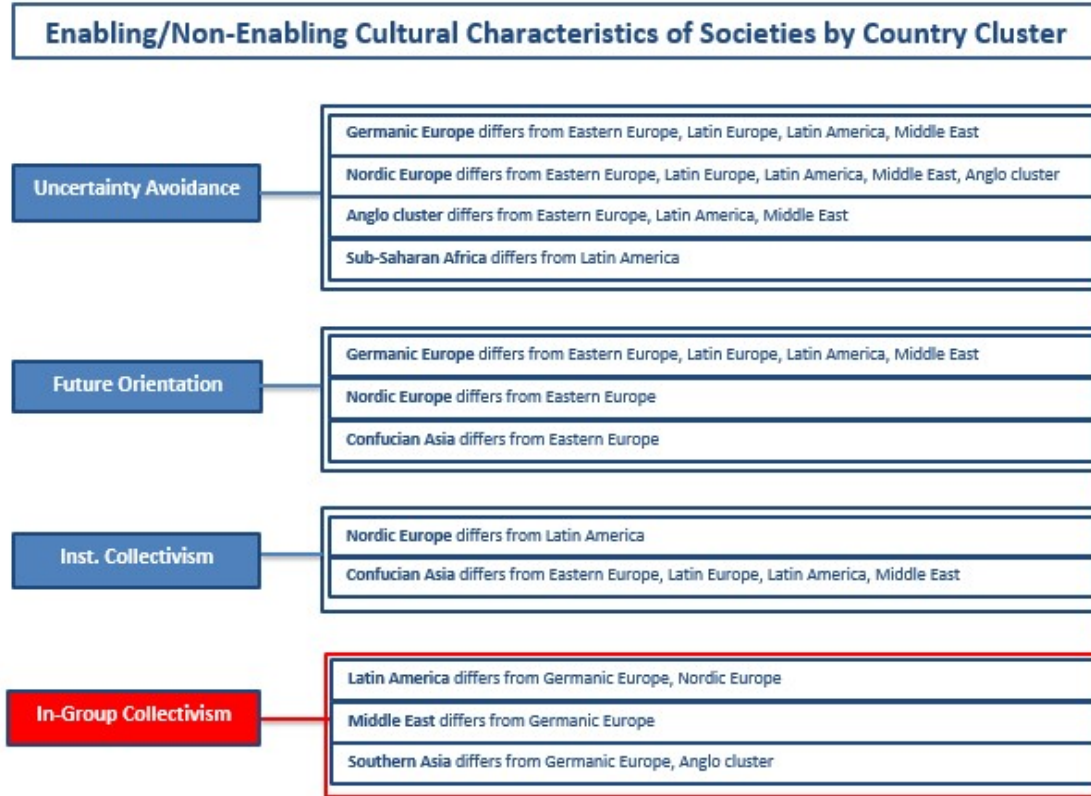 Enabling/Non-Enabling Cultural Characteristics of Societies by Country Cluster
Uncertainty Avoidance
Germanic Europe differs from Eastern Europe, Latin Europe, Latin America, Middle East
Nordic Europe differs from Eastern Europe, Latin Europe, Latin America, Middle East, Anglo cluster
Anglo cluster differs from Eastern Europe, Latin America, Middle East
Sub-Saharan Africa differs from Latin America
Future Orientation
Germanic Europe differs from Eastern Europe, Latin Europe, Latin America, Middle East
Nordic Europe differs from Eastern Europe
Confucian Asia differs from Eastern Europe
Inst. Collectivism
Nordic Europe differs from Latin America
Confucian Asia differs from Eastern Europe, Latin Europe, Latin America, Middle East
In-Group Collectivism
Latin America differs from Germanic Europe, Nordic Europe
Middle East differs from Germanic Europe
Southern Asia differs from Germanic Europe, Anglo cluster